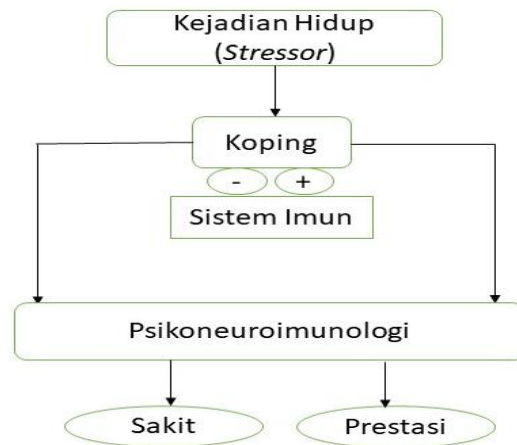 Kejadian Hidup
(Stressor)
Koping
- +
Sistem Imun
Psikoneuroimunologi
Sakit Prestasi